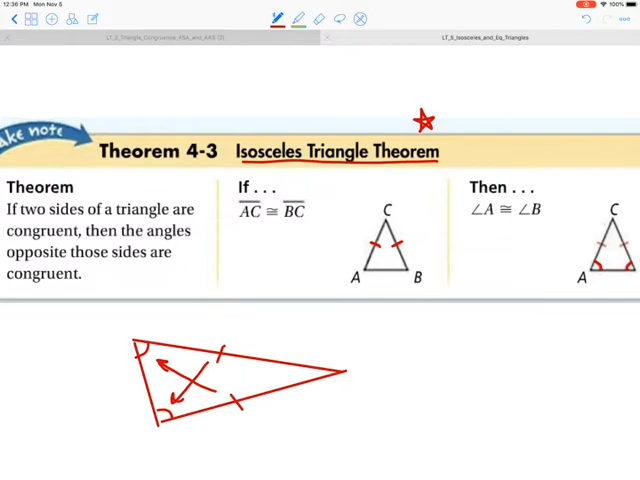 12:36 PM Mon Nov 5
100%
LT_2_Triangle_Congruence_ASA_and_AAS (2)
LT_5_Isosceles_and_Eq_Triangles
ake note
Theorem 4-3 Isosceles Triangle Theorem
Theorem
If two sides of a triangle are
congruent, then the angles
opposite those sides are
congruent.
If . . .
AC ≅ BC
C
A B
Then . . .
∠A ≅ ∠B
C
A